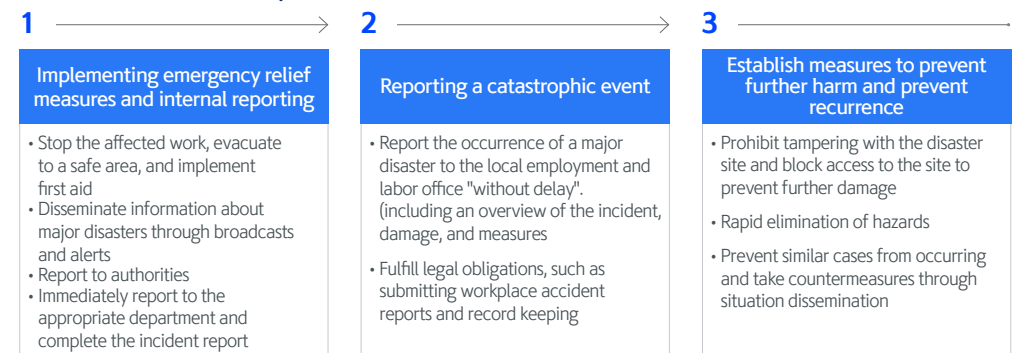 1
Implementing emergency relief
measures and internal reporting
• Stop the affected work, evacuate
to a safe area, and implement
first aid
• Disseminate information about
major disasters through broadcasts
and alerts
• Report to authorities
• Immediately report to the
appropriate department and
complete the incident report
2
Reporting a catastrophic event
• Report the occurrence of a major
disaster to the local employment and
labor office "without delay".
(including an overview of the incident,
damage, and measures
• Fulfill legal obligations, such as
submitting workplace accident
reports and record keeping
3
Establish measures to prevent
further harm and prevent
recurrence
• Prohibit tampering with the disaster
site and block access to the site to
prevent further damage
• Rapid elimination of hazards
• Prevent similar cases from occurring
and take countermeasures through
situation dissemination